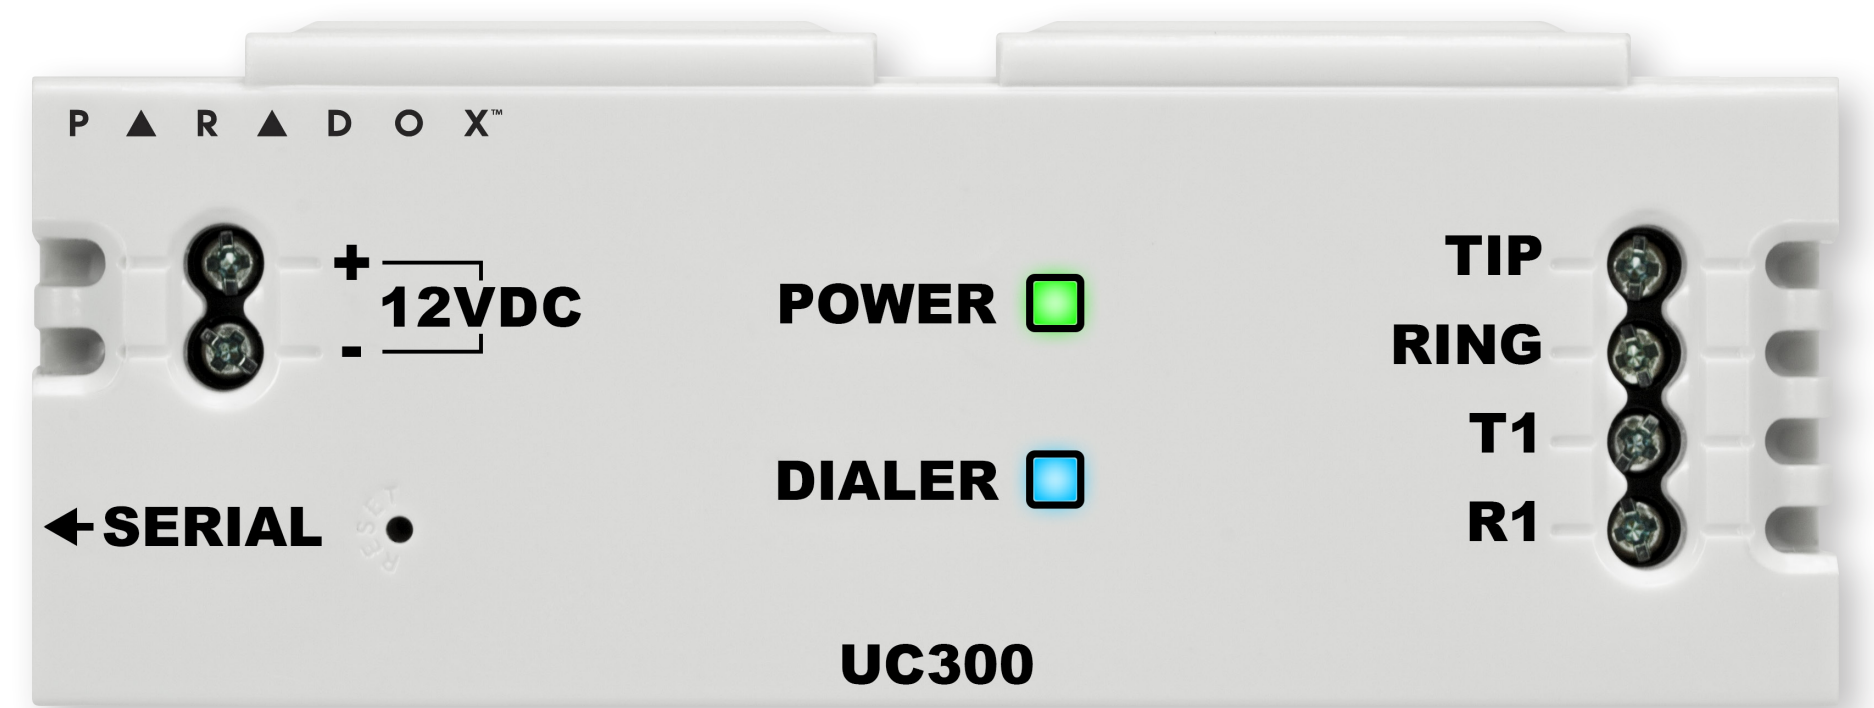 PARADOX™
+
12VDC
-
POWER
DIALER
TIP
RING
T1
R1
←SERIAL
RESET
UC300